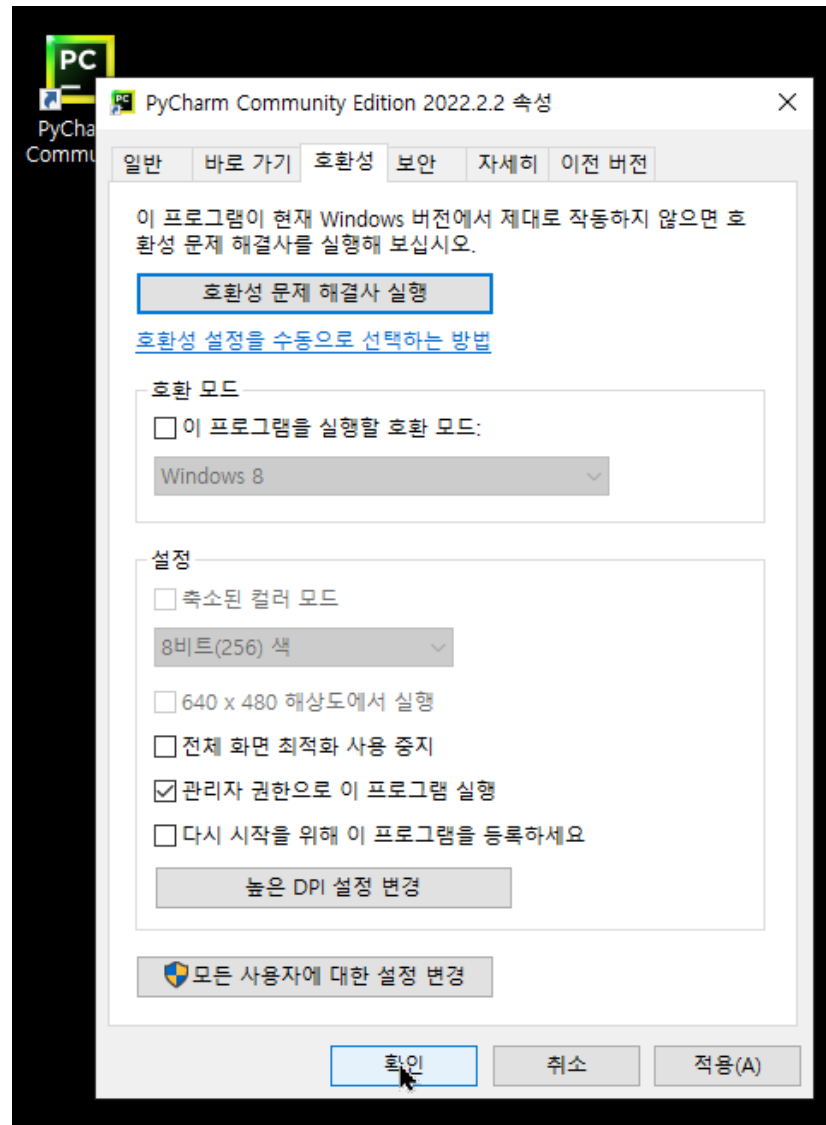 PC
PyCha
Commu
PyCharm Community Edition 2022.2.2 속성
일반 바로 가기 호환성 보안 자세히 이전 버전
이 프로그램이 현재 Windows 버전에서 제대로 작동하지 않으면 호
환성 문제 해결사를 실행해 보십시오.
호환성 문제 해결사 실행
호환성 설정을 수동으로 선택하는 방법
호환 모드
이 프로그램을 실행할 호환 모드:
Windows 8
설정
축소된 컬러 모드
8비트(256) 색
640 x 480 해상도에서 실행
전체 화면 최적화 사용 중지
관리자 권한으로 이 프로그램 실행
다시 시작을 위해 이 프로그램을 등록하세요
높은 DPI 설정 변경
모든 사용자에 대한 설정 변경
확인 취소 적용(A)